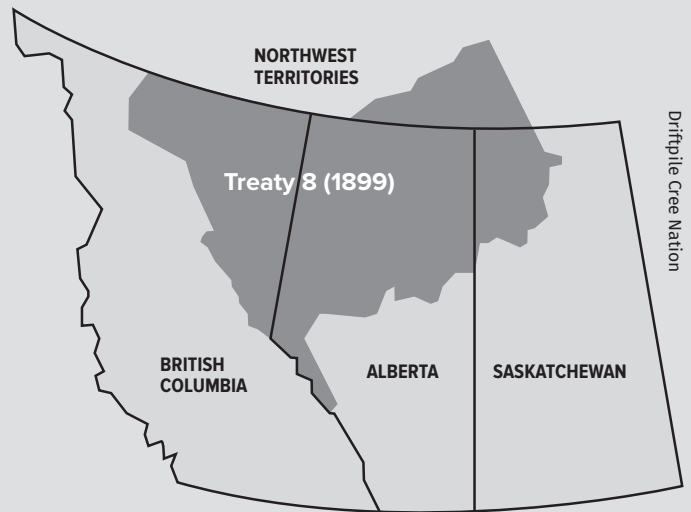 NORTHWEST
TERRITORIES
Treaty 8 (1899)
BRITISH
COLUMBIA
ALBERTA
SASKATCHEWAN
Driftpile Cree Nation